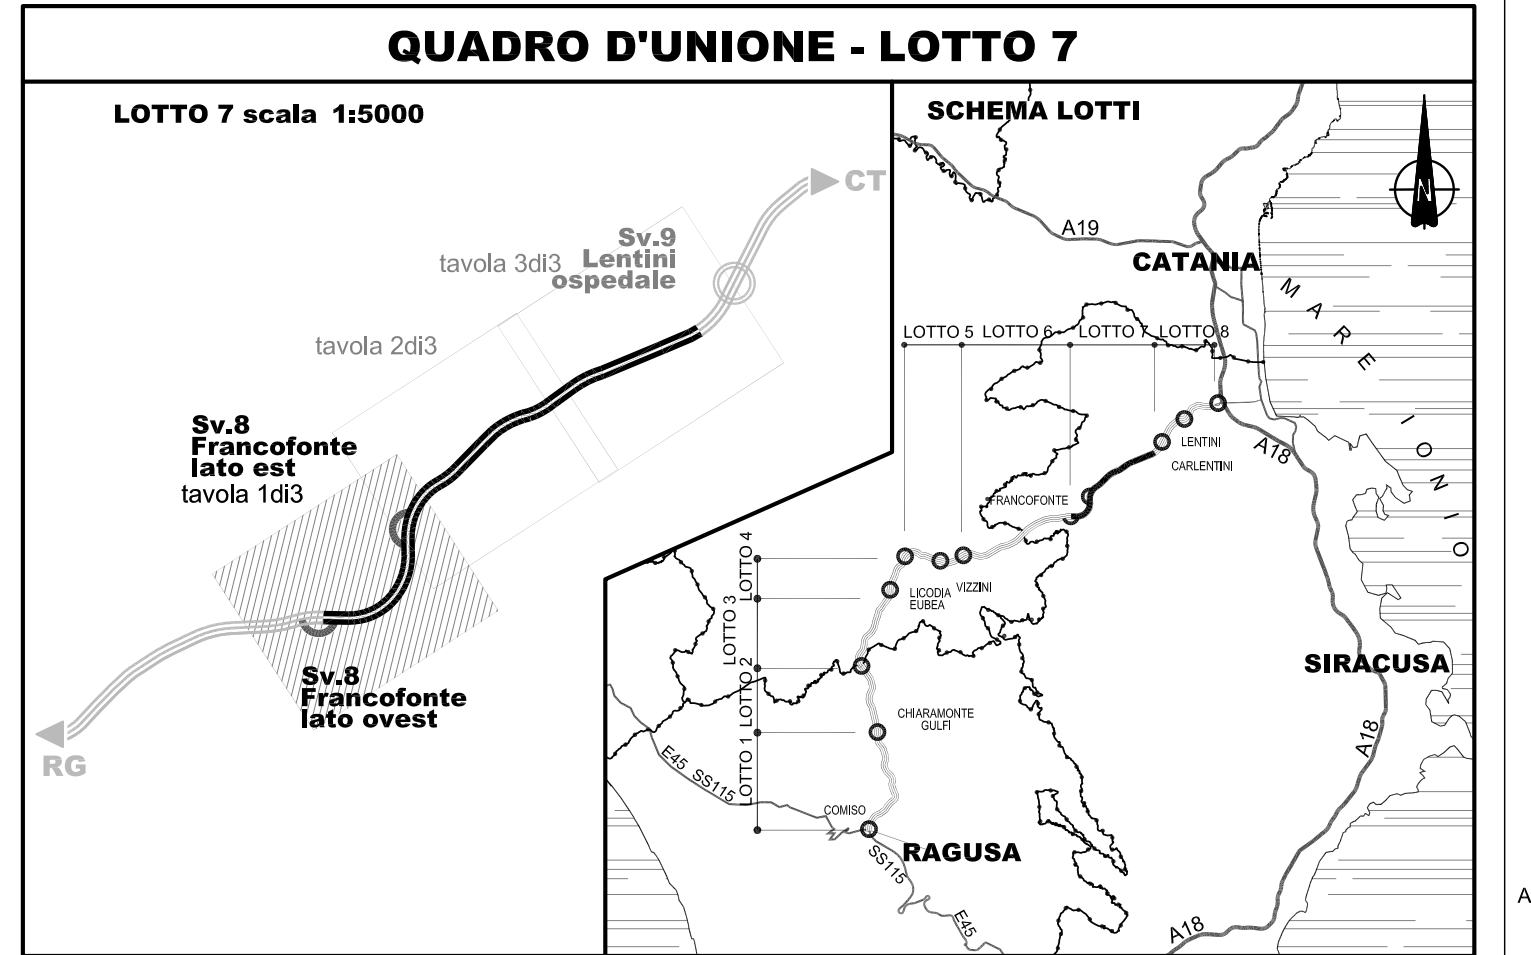 QUADRO D'UNIONE - LOTTO 7
LOTTO 7 scala 1:5000
CT
Sv.9
Lentini
ospedale
tavola 3di3
tavola 2di3
Sv.8
Francofonte
lato est
tavola 1di3
Sv.8
Francofonte
lato ovest
RG
SCHEMA LOTTI
N
A19
CATANIA
MARE IONIO
LOTTO 5
LOTTO 6
LOTTO 7
LOTTO 8
LENTINI
CARLENTINI
A18
FRANCOFONTE
LOTTO 4
LOTTO 3
LOTTO 2
LOTTO 1
LICODIA
EUBEA
VIZZINI
SIRACUSA
CHIARAMONTE
GULFI
A18
E45 SS115
COMISO
RAGUSA
SS115
E45
A18
A